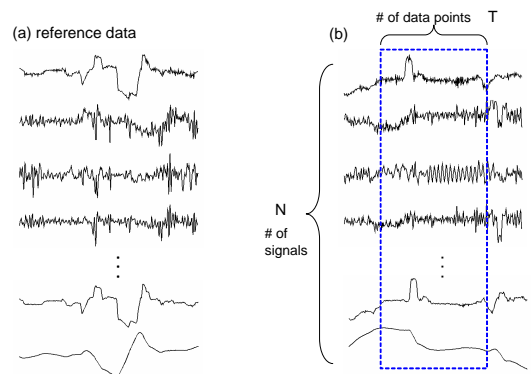 (a) reference data
(b)
# of data points T
N
# of
signals